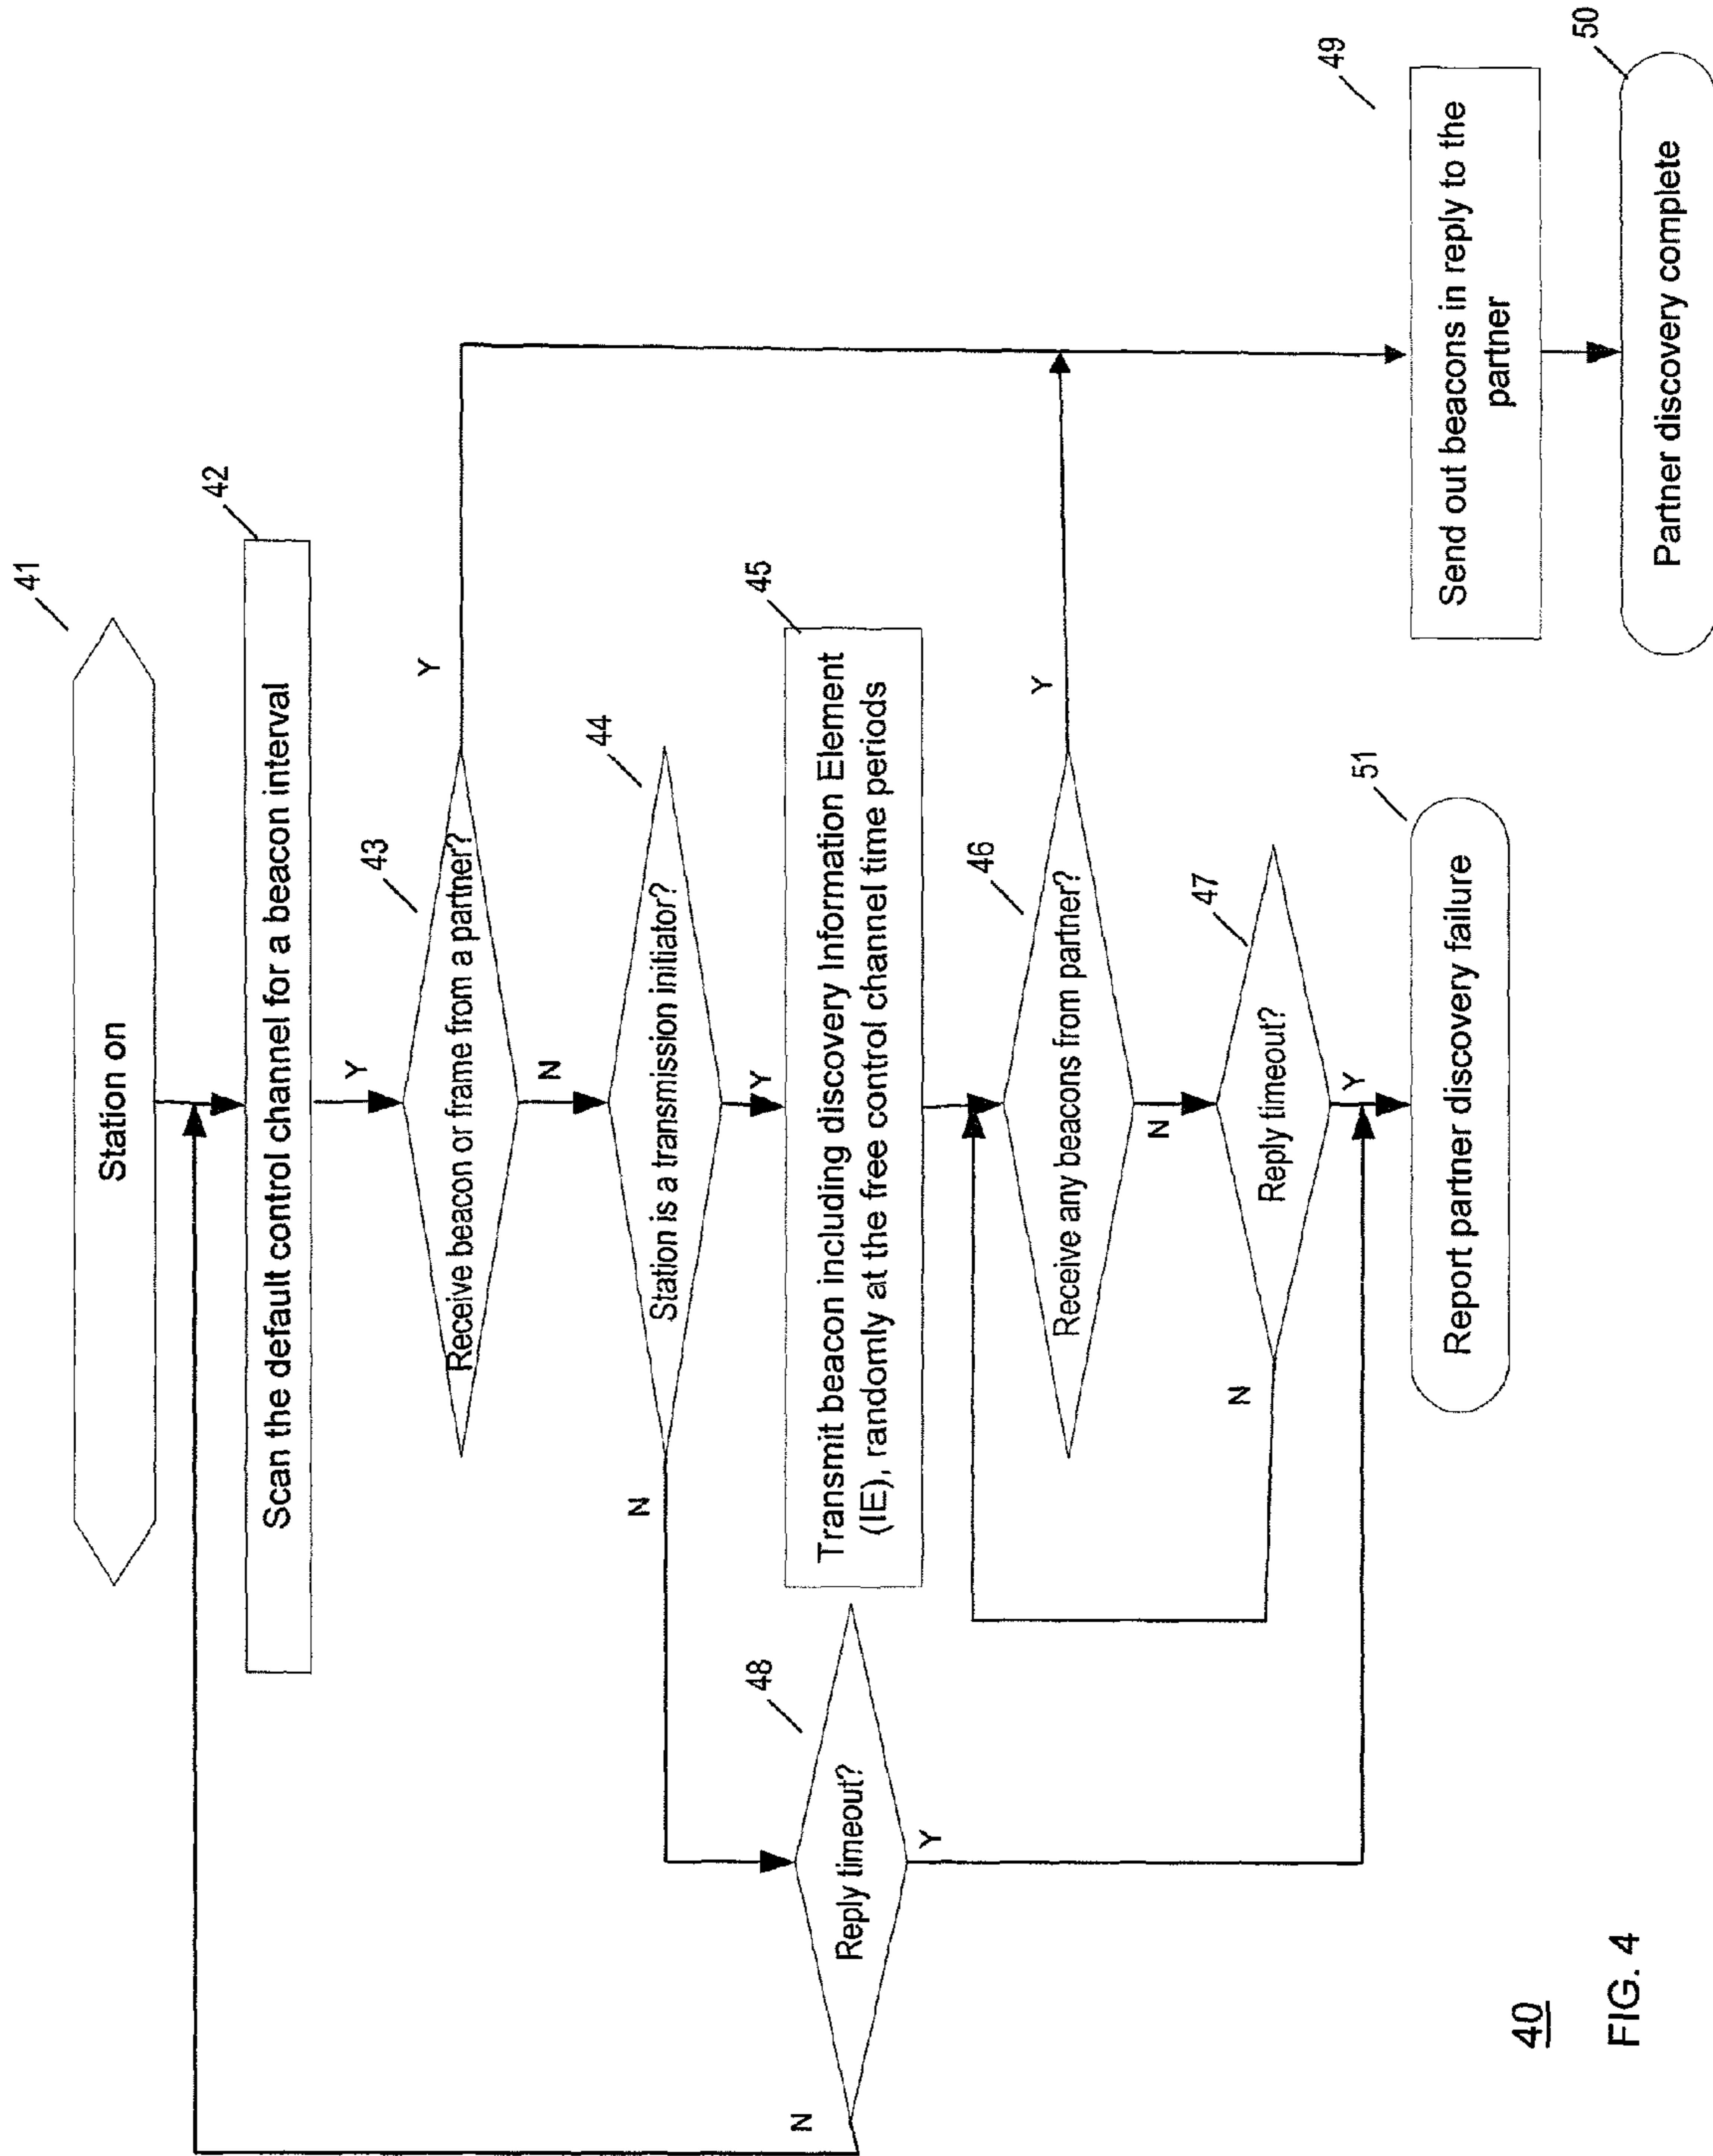 41
Station on
42
Scan the default control channel for a beacon interval
Y
43
Receive beacon or frame from a partner?
Y
N
44
Station is a transmission initiator?
N
Y
45
Transmit beacon including discovery Information Element
(IE), randomly at the free control channel time periods
48
Reply timeout?
N
Y
46
Receive any beacons from partner?
Y
N
47
Reply timeout?
N
Y
51
Report partner discovery failure
49
Send out beacons in reply to the
partner
50
Partner discovery complete
40
FIG. 4